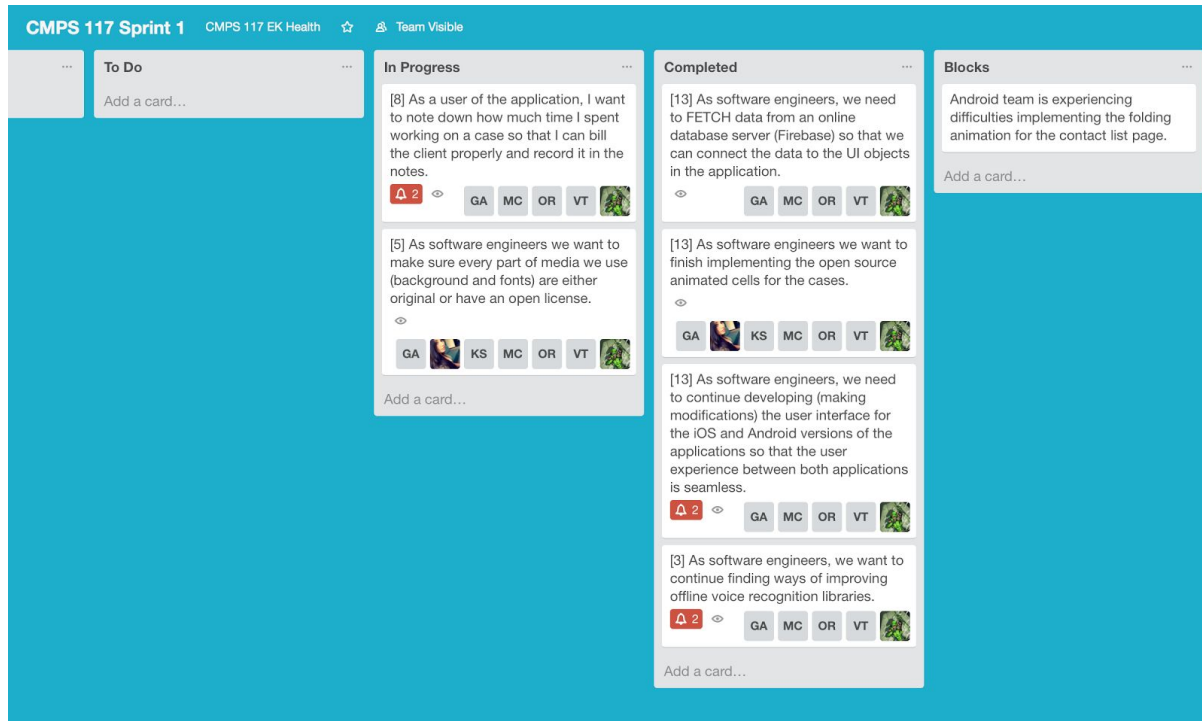 CMPS 117 Sprint 1 CMPS 117 EK Health Team Visible
To Do
Add a card…
In Progress
[8] As a user of the application, I want
to note down how much time I spent
working on a case so that I can bill
the client properly and record it in the
notes.
2 GA MC OR VT
[5] As software engineers we want to
make sure every part of media we use
(background and fonts) are either
original or have an open license.
GA KS MC OR VT
Add a card…
Completed
[13] As software engineers, we need
to FETCH data from an online
database server (Firebase) so that we
can connect the data to the UI objects
in the application.
GA MC OR VT
[13] As software engineers we want to
finish implementing the open source
animated cells for the cases.
GA KS MC OR VT
[13] As software engineers, we need
to continue developing (making
modifications) the user interface for
the iOS and Android versions of the
applications so that the user
experience between both applications
is seamless.
2 GA MC OR VT
[3] As software engineers, we want to
continue finding ways of improving
offline voice recognition libraries.
2 GA MC OR VT
Add a card…
Blocks
Android team is experiencing
difficulties implementing the folding
animation for the contact list page.
Add a card…